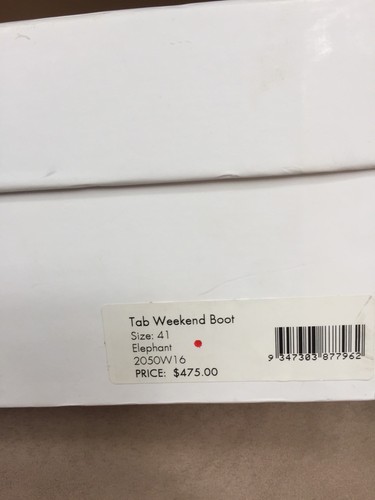 Tab Weekend Boot
Size: 41
Elephant
2050W16
PRICE: $475.00
9 347303 877962